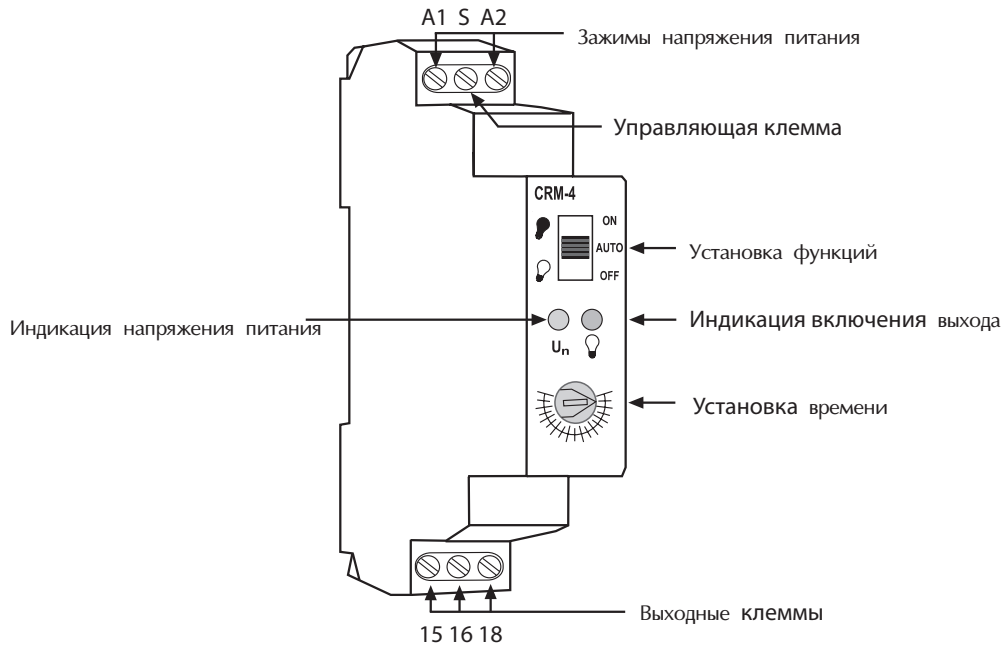 A1 S A2
Зажимы напряжения питания
Управляющая клемма
CRM-4
ON
AUTO
Установка функций
OFF
Индикация напряжения питания
Индикация включения выхода
Un
Установка времени
Выходные клеммы
15 16 18